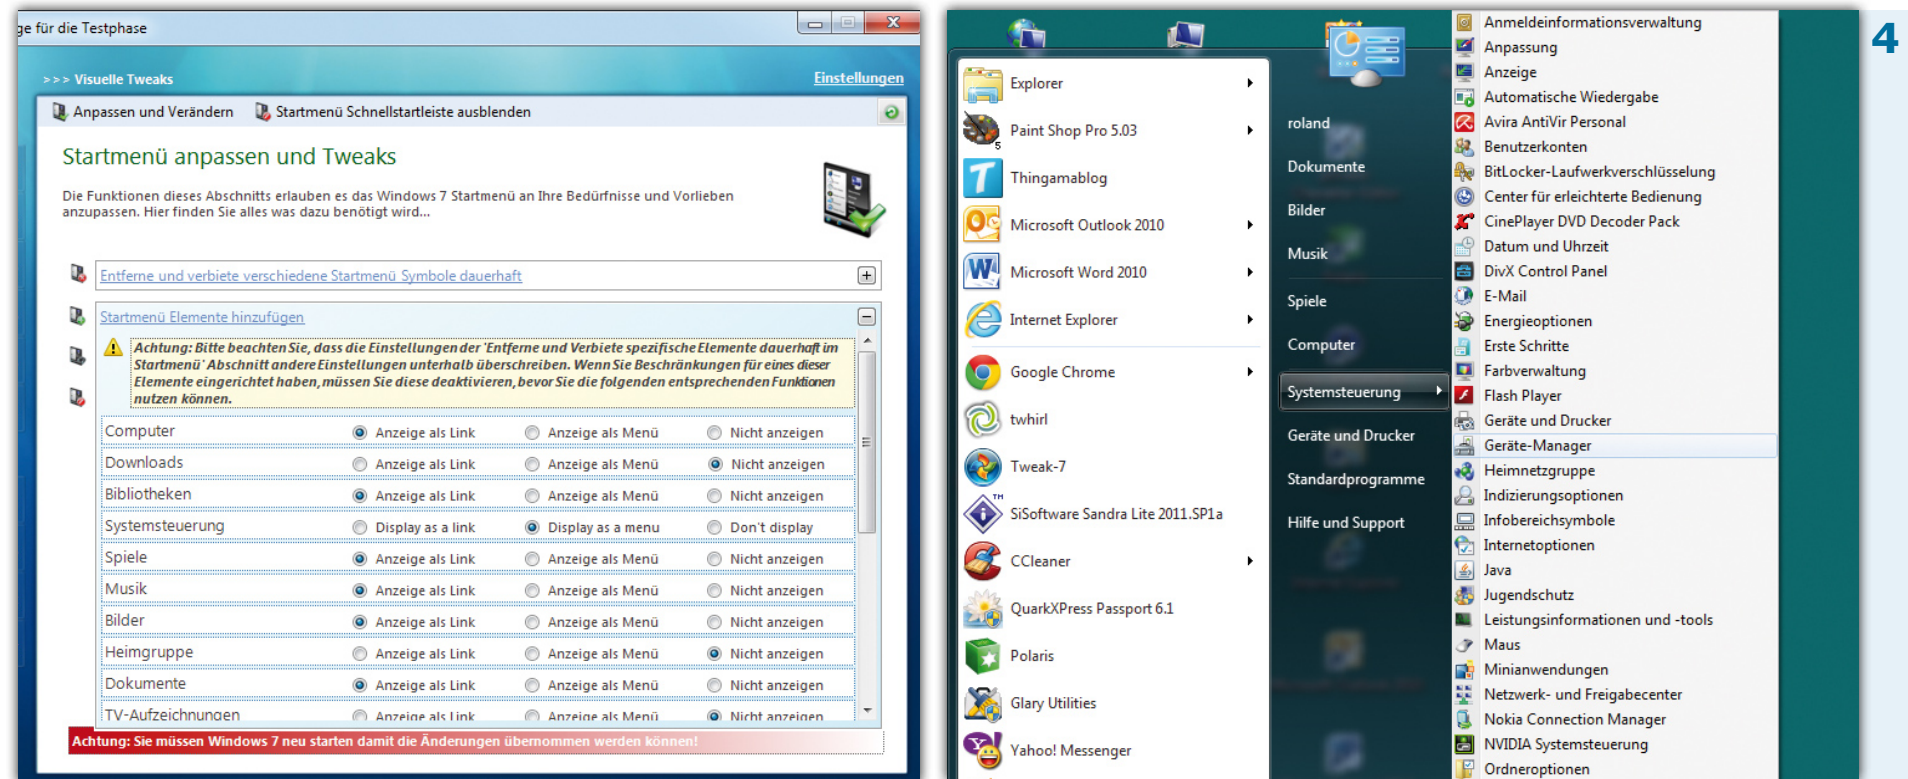 ge für die Testphase
>>> Visuelle Tweaks
Einstellungen
Anpassen und Verändern
Startmenü Schnellstartleiste ausblenden
Startmenü anpassen und Tweaks
Die Funktionen dieses Abschnitts erlauben es das Windows 7 Startmenü an Ihre Bedürfnisse und Vorlieben
anzupassen. Hier finden Sie alles was dazu benötigt wird...
Entferne und verbiete verschiedene Startmenü Symbole dauerhaft
Startmenü Elemente hinzufügen
Achtung: Bitte beachten Sie, dass die Einstellungen der 'Entferne und Verbiete spezifische Elemente dauerhaft im
Startmenü' Abschnitt andere Einstellungen unterhalb überschreiben. Wenn Sie Beschränkungen für eines dieser
Elemente eingerichtet haben, müssen Sie diese deaktivieren, bevor Sie die folgenden entsprechenden Funktionen
nutzen können.
Computer Anzeige als Link Anzeige als Menü Nicht anzeigen
Downloads Anzeige als Link Anzeige als Menü Nicht anzeigen
Bibliotheken Anzeige als Link Anzeige als Menü Nicht anzeigen
Systemsteuerung Display as a link Display as a menu Don't display
Spiele Anzeige als Link Anzeige als Menü Nicht anzeigen
Musik Anzeige als Link Anzeige als Menü Nicht anzeigen
Bilder Anzeige als Link Anzeige als Menü Nicht anzeigen
Heimgruppe Anzeige als Link Anzeige als Menü Nicht anzeigen
Dokumente Anzeige als Link Anzeige als Menü Nicht anzeigen
TV-Aufzeichnungen Anzeige als Link Anzeige als Menü Nicht anzeigen
Achtung: Sie müssen Windows 7 neu starten damit die Änderungen übernommen werden können!
Explorer
Paint Shop Pro 5.03
Thingamablog
Microsoft Outlook 2010
Microsoft Word 2010
Internet Explorer
Google Chrome
twhirl
Tweak-7
SiSoftware Sandra Lite 2011.SP1a
CCleaner
QuarkXPress Passport 6.1
Polaris
Glary Utilities
Yahoo! Messenger
roland
Dokumente
Bilder
Musik
Spiele
Computer
Systemsteuerung
Geräte und Drucker
Standardprogramme
Hilfe und Support
Anmeldeinformationsverwaltung
Anpassung
Anzeige
Automatische Wiedergabe
Avira AntiVir Personal
Benutzerkonten
BitLocker-Laufwerkverschlüsselung
Center für erleichterte Bedienung
CinePlayer DVD Decoder Pack
Datum und Uhrzeit
DivX Control Panel
E-Mail
Energieoptionen
Erste Schritte
Farbverwaltung
Flash Player
Geräte und Drucker
Geräte-Manager
Heimnetzgruppe
Indizierungsoptionen
Infobereichsymbole
Internetoptionen
Java
Jugendschutz
Leistungsinformationen und -tools
Maus
Minianwendungen
Netzwerk- und Freigabecenter
Nokia Connection Manager
NVIDIA Systemsteuerung
Ordneroptionen
4